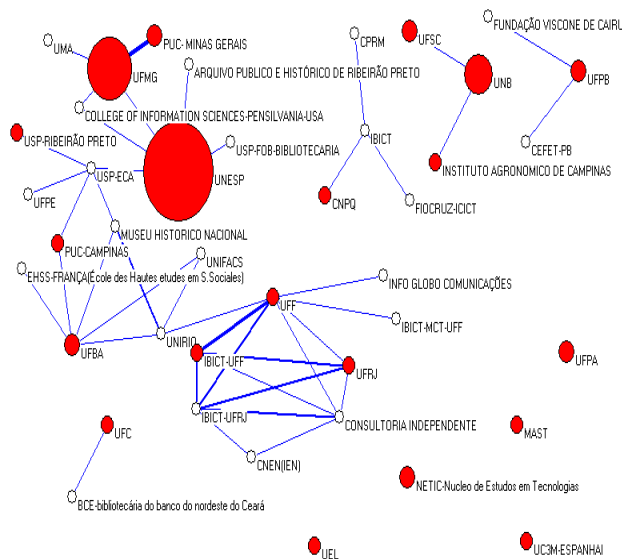 FUNDAÇÃO VISCONE DE CAIRU
CPRM
UFSC
PUC- MINAS GERAIS
UMA
UFMG
ARQUIVO PUBLICO E HISTÓRICO DE RIBEIRÃO PRETO
UNB
UFPB
COLLEGE OF INFORMATION SCIENCES-PENSILVANIA-USA
USP-RIBEIRÃO PRETO
USP-FOB-BIBLIOTECARIA
IBICT
CEFET-PB
USP-ECA
UNESP
INSTITUTO AGRONOMICO DE CAMPINAS
UFPE
CNPQ
FIOCRUZ-ICICT
MUSEU HISTORICO NACIONAL
PUC-CAMPINAS
UNIFACS
EHSS-FRANÇA(École des Hautes etudes em S.Sociales)
INFO GLOBO COMUNICAÇÕES
UFF
IBICT-MCT-UFF
UNIRIO
UFBA
IBICT-UFF
UFRJ
UFPA
IBICT-UFRJ
CONSULTORIA INDEPENDENTE
UFC
MAST
CNEN(IEN)
NETIC-Nucleo de Estudos em Tecnologias
BCE-bibliotecária do banco do nordeste do Ceará
UEL
UC3M-ESPANHAI